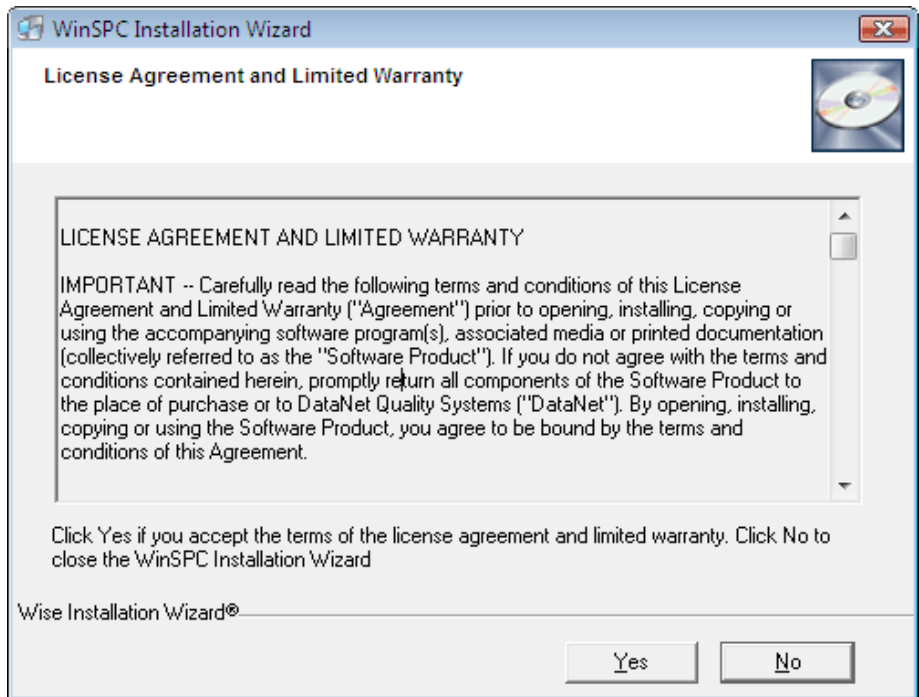 WinSPC Installation Wizard
License Agreement and Limited Warranty
LICENSE AGREEMENT AND LIMITED WARRANTY
IMPORTANT -- Carefully read the following terms and conditions of this License
Agreement and Limited Warranty ("Agreement") prior to opening, installing, copying or
using the accompanying software program(s), associated media or printed documentation
(collectively referred to as the "Software Product"). If you do not agree with the terms and
conditions contained herein, promptly return all components of the Software Product to
the place of purchase or to DataNet Quality Systems ("DataNet"). By opening, installing,
copying or using the Software Product, you agree to be bound by the terms and
conditions of this Agreement.
Click Yes if you accept the terms of the license agreement and limited warranty. Click No to
close the WinSPC Installation Wizard
Wise Installation Wizard®
Yes No